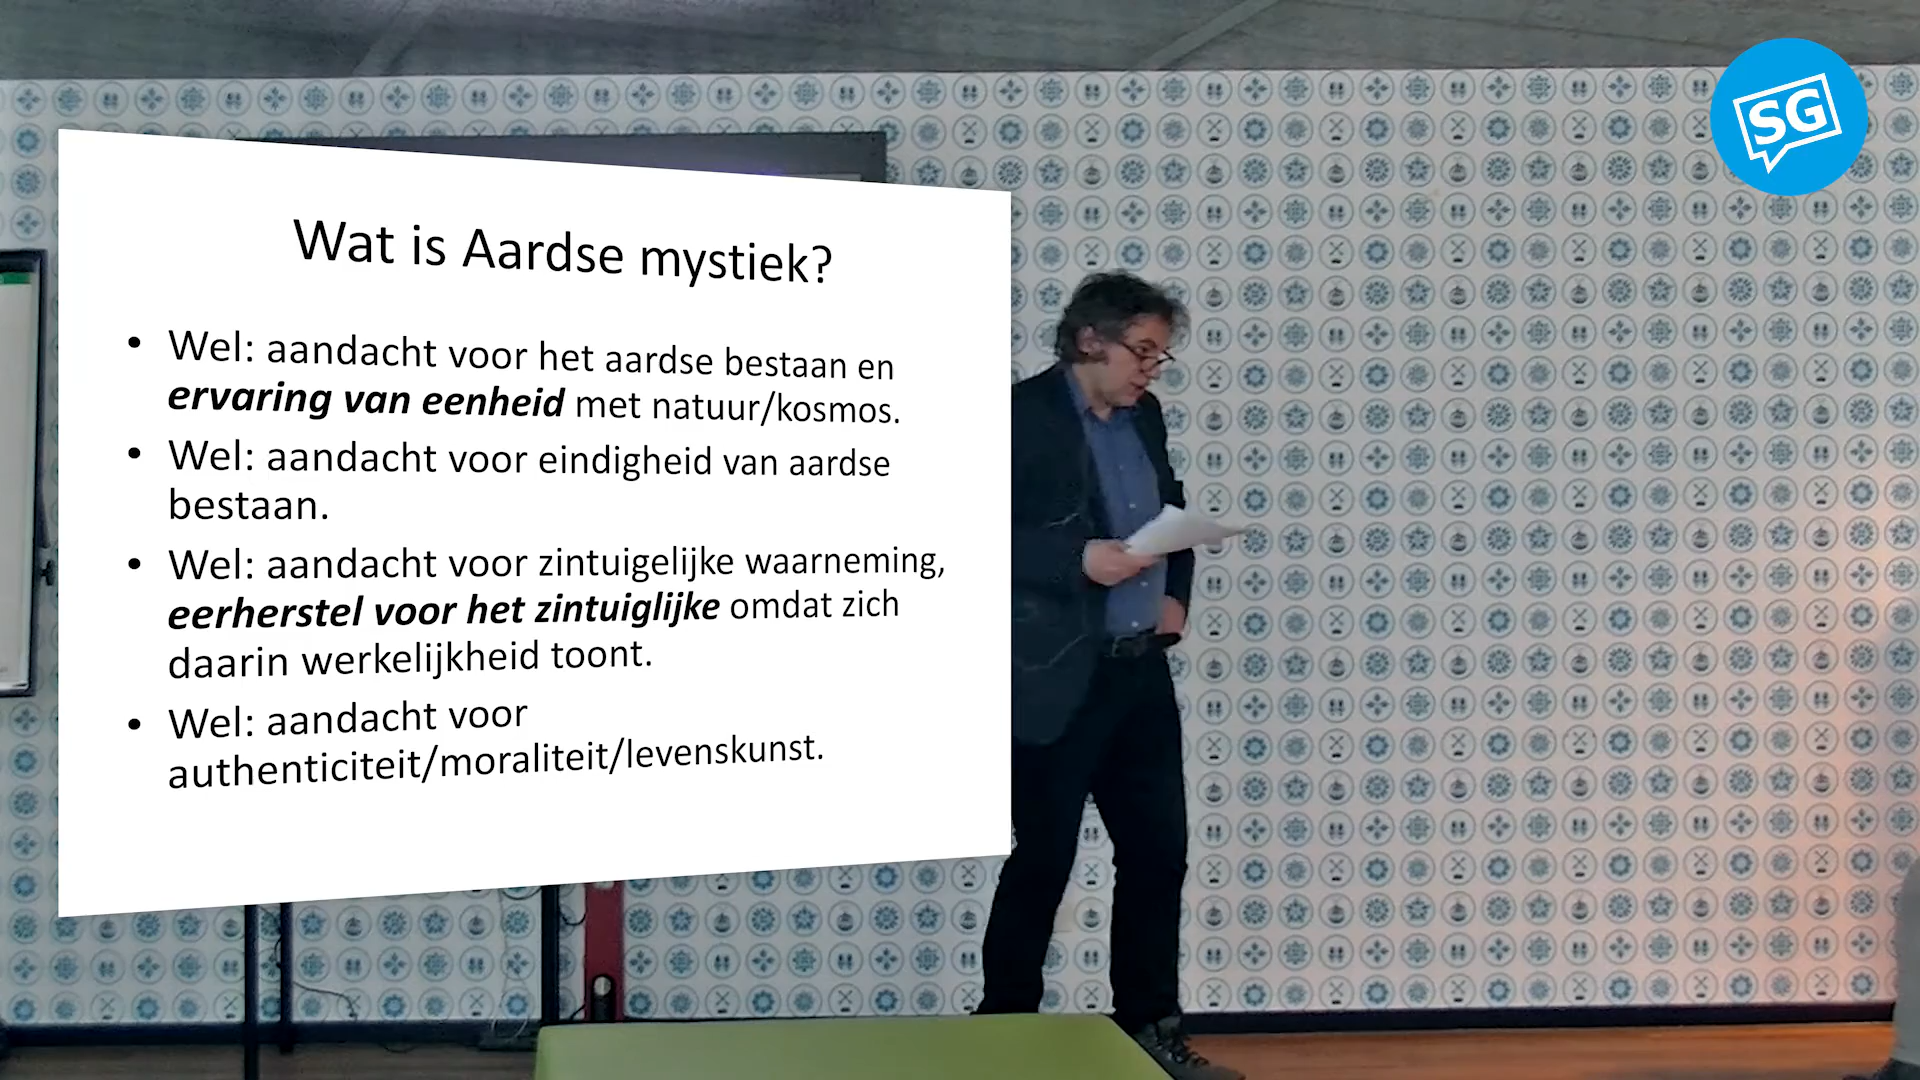 Wat is Aardse mystiek?
• Wel: aandacht voor het aardse bestaan en
ervaring van eenheid met natuur/kosmos.
• Wel: aandacht voor eindigheid van aardse
bestaan.
• Wel: aandacht voor zintuigelijke waarneming,
eerherstel voor het zintuiglijke omdat zich
daarin werkelijkheid toont.
• Wel: aandacht voor
authenticiteit/moraliteit/levenskunst.
SG